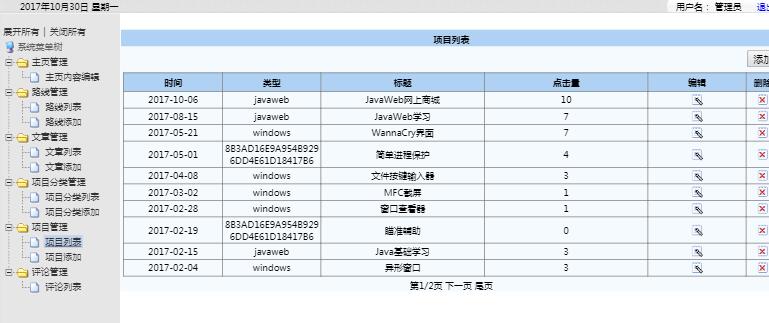 2017年10月30日 星期一
用户名： 管理员 退出
展开所有 | 关闭所有
系统菜单树
主页管理
主页内容编辑
路线管理
路线列表
路线添加
文章管理
文章列表
文章添加
项目分类管理
项目分类列表
项目分类添加
项目管理
项目列表
项目添加
评论管理
评论列表
项目列表
添加
时间 类型 标题 点击量 编辑 删除
2017-10-06 javaweb JavaWeb网上商城 10
2017-08-15 javaweb JavaWeb学习 7
2017-05-21 windows WannaCry界面 7
2017-05-01 8B3AD16E9A954B929
6DD4E61D18417B6 简单进程保护 4
2017-04-08 windows 文件按键输入器 3
2017-03-02 windows MFC截屏 1
2017-02-28 windows 窗口查看器 1
2017-02-19 8B3AD16E9A954B929
6DD4E61D18417B6 瞄准辅助 0
2017-02-15 javaweb Java基础学习 3
2017-02-04 windows 异形窗口 3
第1/2页 下一页 尾页